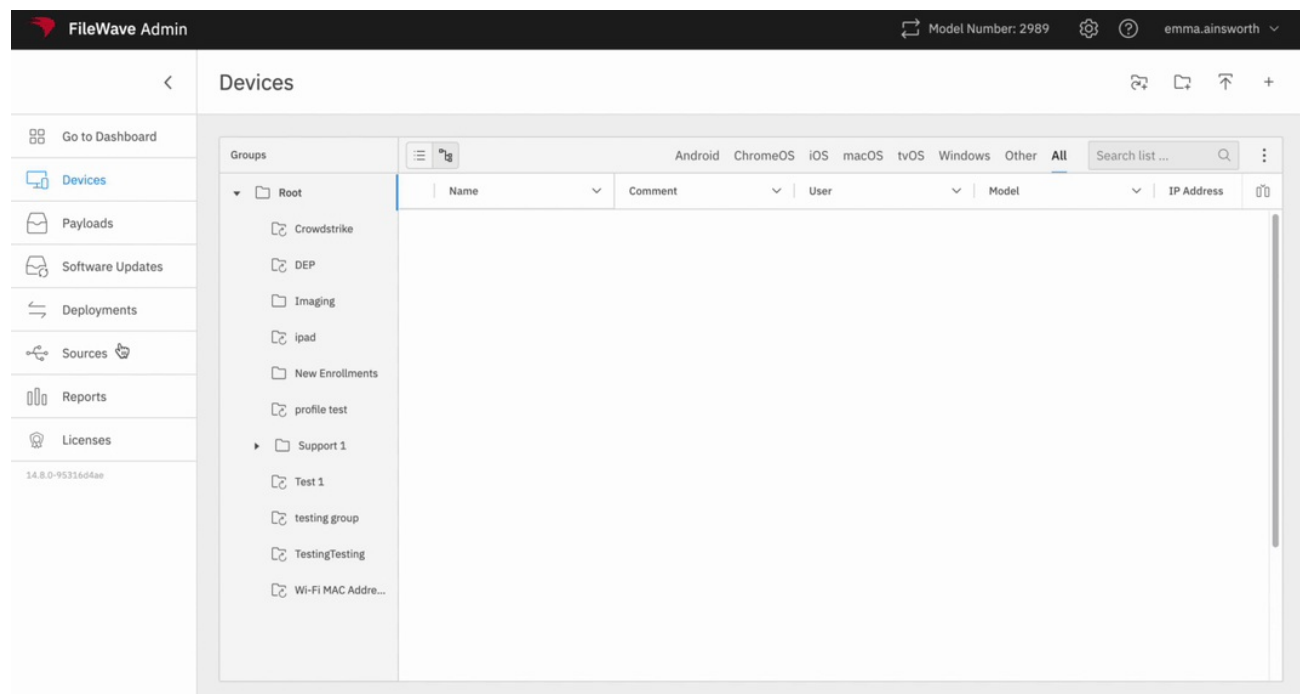 FileWave Admin
Model Number: 2989
emma.ainsworth
Devices
Go to Dashboard
Devices
Payloads
Software Updates
Deployments
Sources
Reports
Licenses
14.8.0-95316d4ae
Groups
Android ChromeOS iOS macOS tvOS Windows Other All
Search list ...
Name Comment User Model IP Address
Root
Crowdstrike
DEP
Imaging
ipad
New Enrollments
profile test
Support 1
Test 1
testing group
TestingTesting
Wi-Fi MAC Addre...